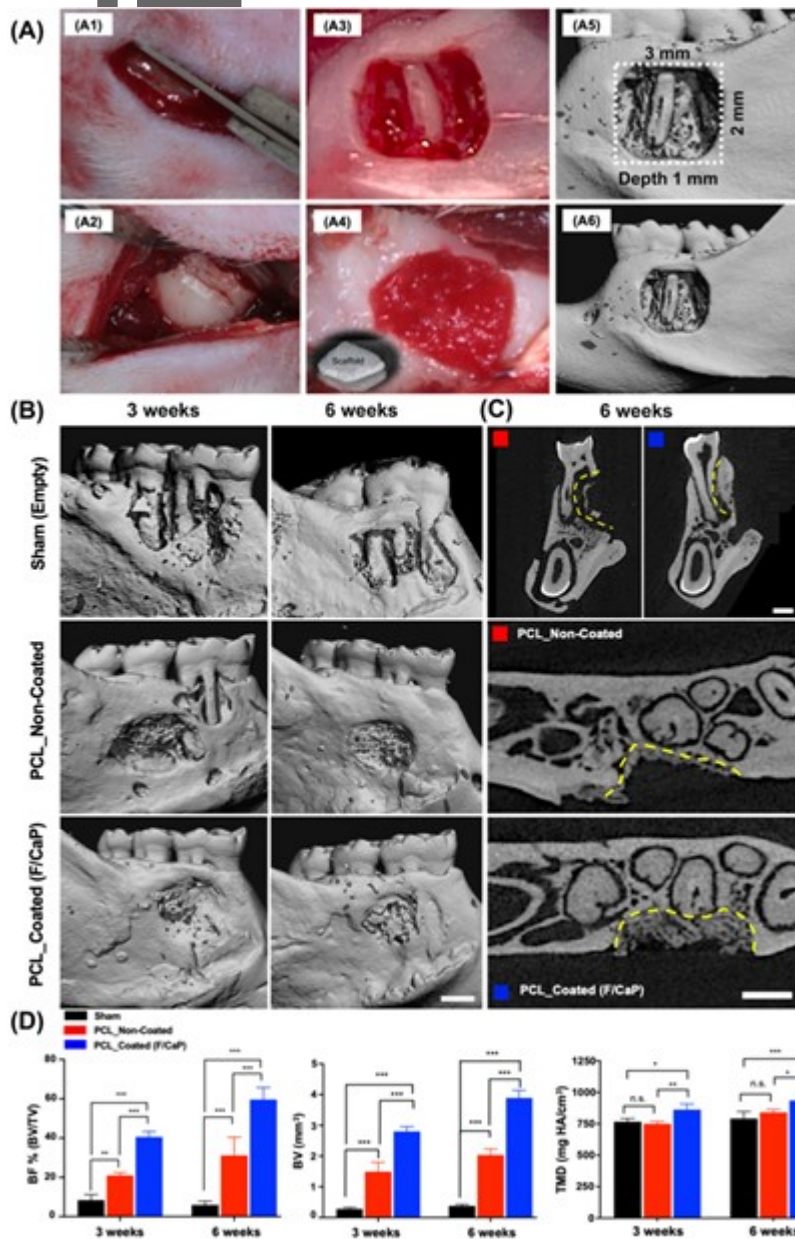 (A)
(A1)
(A3)
(A5)
3 mm
2 mm
Depth 1 mm
(A2)
(A4)
Scaffold
(A6)
(B)
3 weeks
6 weeks
(C)
6 weeks
Sham (Empty)
PCL_Non-Coated
PCL_Coated (F/CaP)
PCL_Non-Coated
PCL_Coated (F/CaP)
(D)
Sham
PCL_Non-Coated
PCL_Coated (F/CaP)
BF % (BV/TV)
80
60
40
20
0
***
**
***
***
***
***
3 weeks
6 weeks
BV (mm³)
5
4
3
2
1
0
***
***
***
***
***
***
3 weeks
6 weeks
TMD (mg HA/cm³)
1250
1000
750
500
250
0
*
n.s.
**
***
n.s.
*
3 weeks
6 weeks